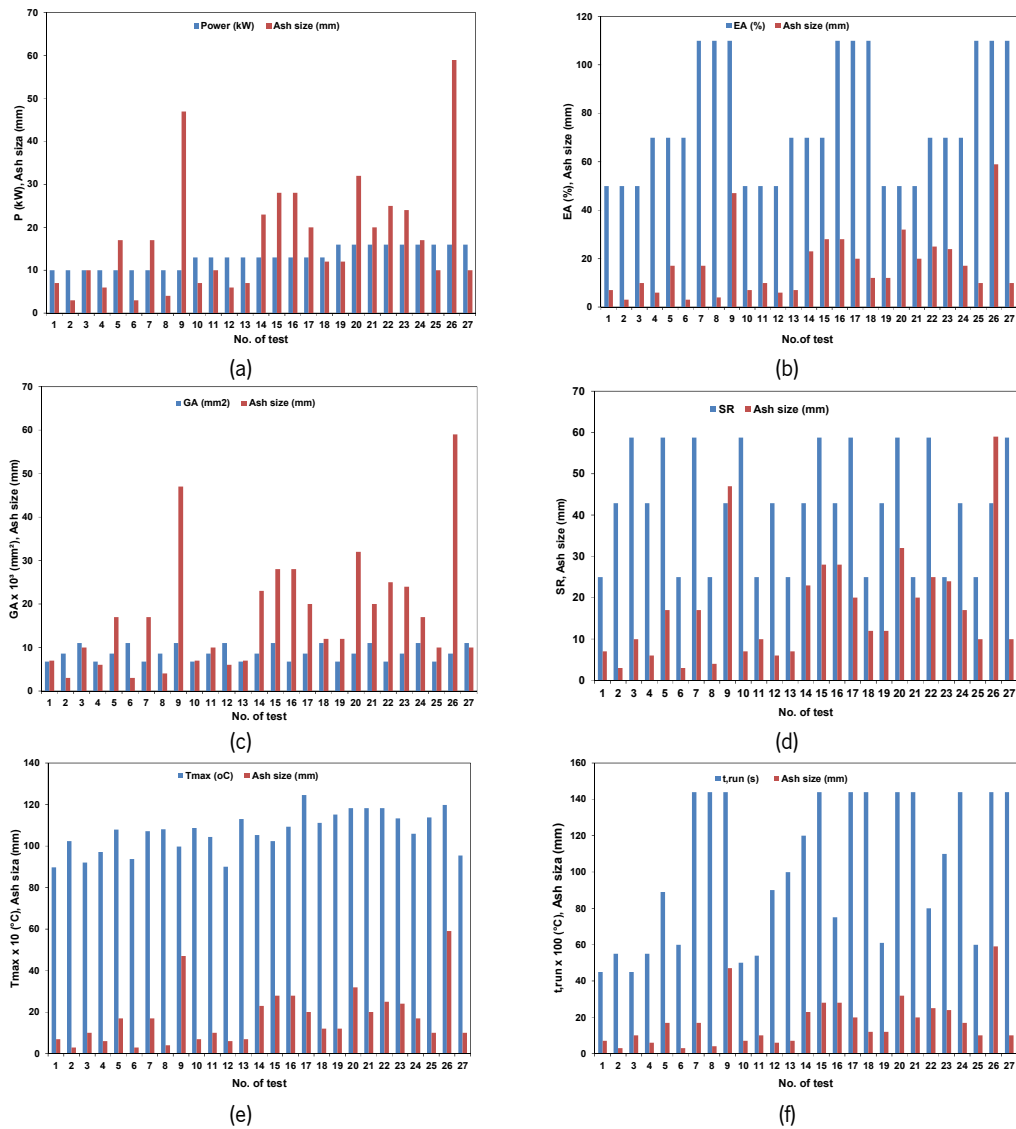 Power (kW) Ash size (mm)
P (kW), Ash siza (mm)
70
60
50
40
30
20
10
0
1 2 3 4 5 6 7 8 9 10 11 12 13 14 15 16 17 18 19 20 21 22 23 24 25 26 27
No. of test
(a)
EA (%) Ash size (mm)
EA (%), Ash size (mm)
120
100
80
60
40
20
0
1 2 3 4 5 6 7 8 9 10 11 12 13 14 15 16 17 18 19 20 21 22 23 24 25 26 27
No.of test
(b)
GA (mm2) Ash size (mm)
GA x 10³ (mm²), Ash size (mm)
70
60
50
40
30
20
10
0
1 2 3 4 5 6 7 8 9 10 11 12 13 14 15 16 17 18 19 20 21 22 23 24 25 26 27
No. of test
(c)
SR Ash size (mm)
SR, Ash size (mm)
70
60
50
40
30
20
10
0
1 2 3 4 5 6 7 8 9 10 11 12 13 14 15 16 17 18 19 20 21 22 23 24 25 26 27
No. of test
(d)
Tmax (oC) Ash size (mm)
Tmax x 10 (°C), Ash siza (mm)
140
120
100
80
60
40
20
0
1 2 3 4 5 6 7 8 9 10 11 12 13 14 15 16 17 18 19 20 21 22 23 24 25 26 27
No. of test
(e)
t,run (s) Ash size (mm)
t,run x 100 (°C), Ash siza (mm)
160
140
120
100
80
60
40
20
0
1 2 3 4 5 6 7 8 9 10 11 12 13 14 15 16 17 18 19 20 21 22 23 24 25 26 27
No. of test
(f)